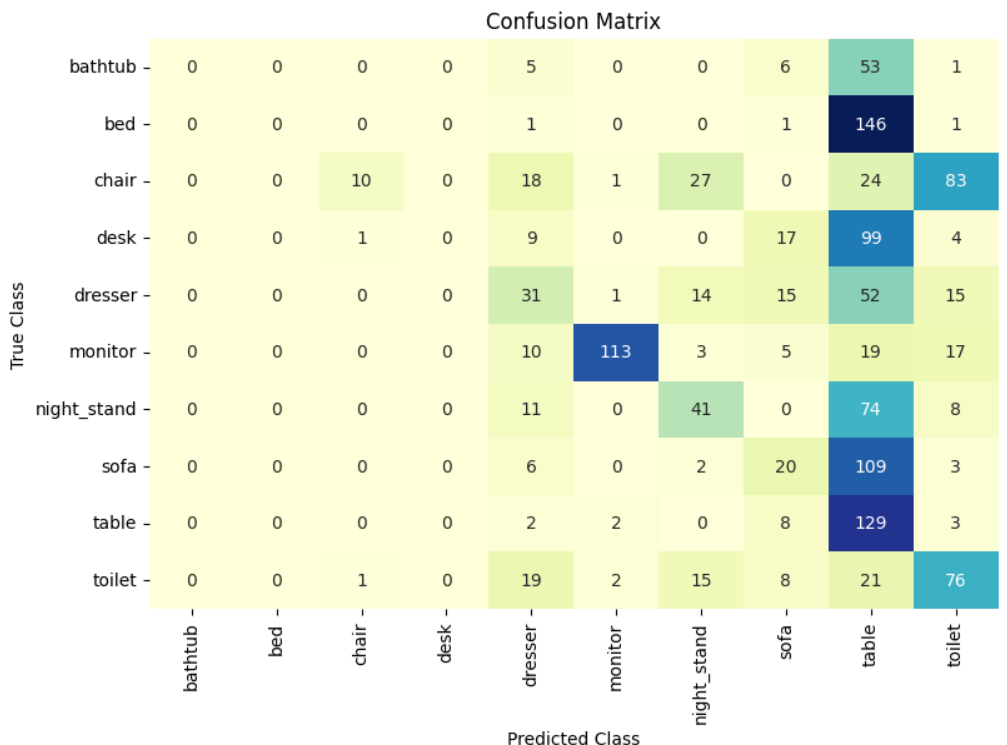 Confusion Matrix
True Class
bathtub 0 0 0 0 5 0 0 6 53 1
bed 0 0 0 0 1 0 0 1 146 1
chair 0 0 10 0 18 1 27 0 24 83
desk 0 0 1 0 9 0 0 17 99 4
dresser 0 0 0 0 31 1 14 15 52 15
monitor 0 0 0 0 10 113 3 5 19 17
night_stand 0 0 0 0 11 0 41 0 74 8
sofa 0 0 0 0 6 0 2 20 109 3
table 0 0 0 0 2 2 0 8 129 3
toilet 0 0 1 0 19 2 15 8 21 76
bathtub bed chair desk dresser monitor night_stand sofa table toilet
Predicted Class